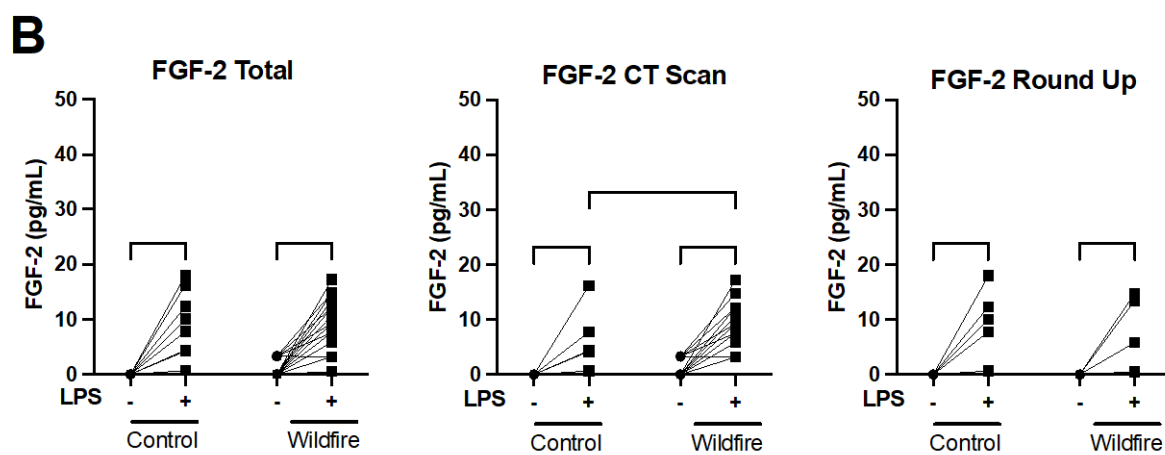 B
FGF-2 Total
FGF-2 (pg/mL)
50
40
30
20
10
0
LPS - + - +
Control Wildfire
FGF-2 CT Scan
FGF-2 (pg/mL)
50
40
30
20
10
0
- + - +
Control Wildfire
FGF-2 Round Up
FGF-2 (pg/mL)
50
40
30
20
10
0
LPS - + - +
Control Wildfire